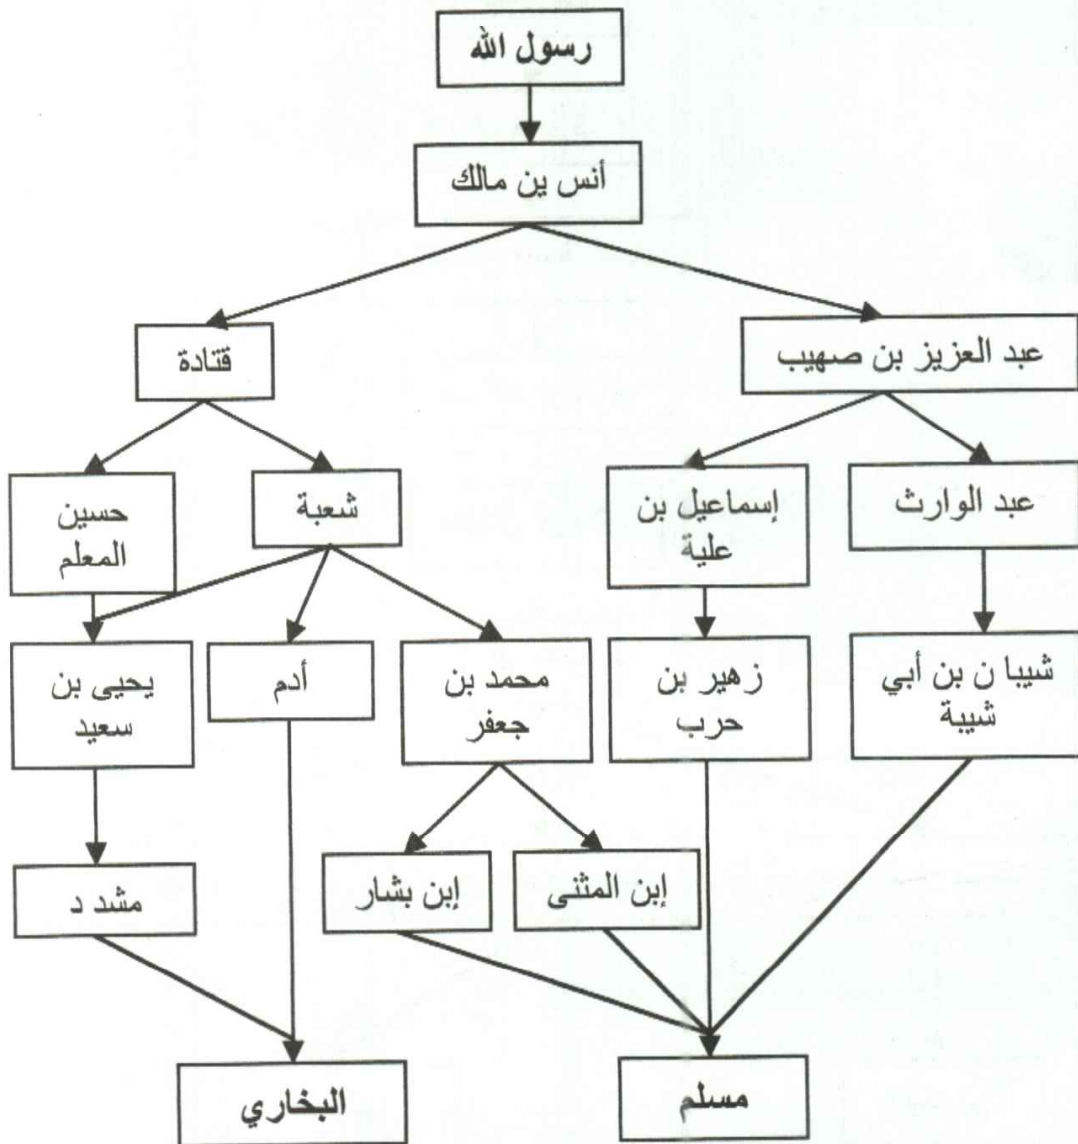 رسول الله
أنس ين مالك
عبد العزيز بن صهيب
قتادة
عبد الوارث
إسماعيل بن
علية
شعبة
حسين
المعلم
شيبا ن بن أبي
شيبة
زهير بن
حرب
محمد بن
جعفر
أدم
يحيى بن
سعيد
إبن المثنى
إبن بشار
مشد د
مسلم
البخاري